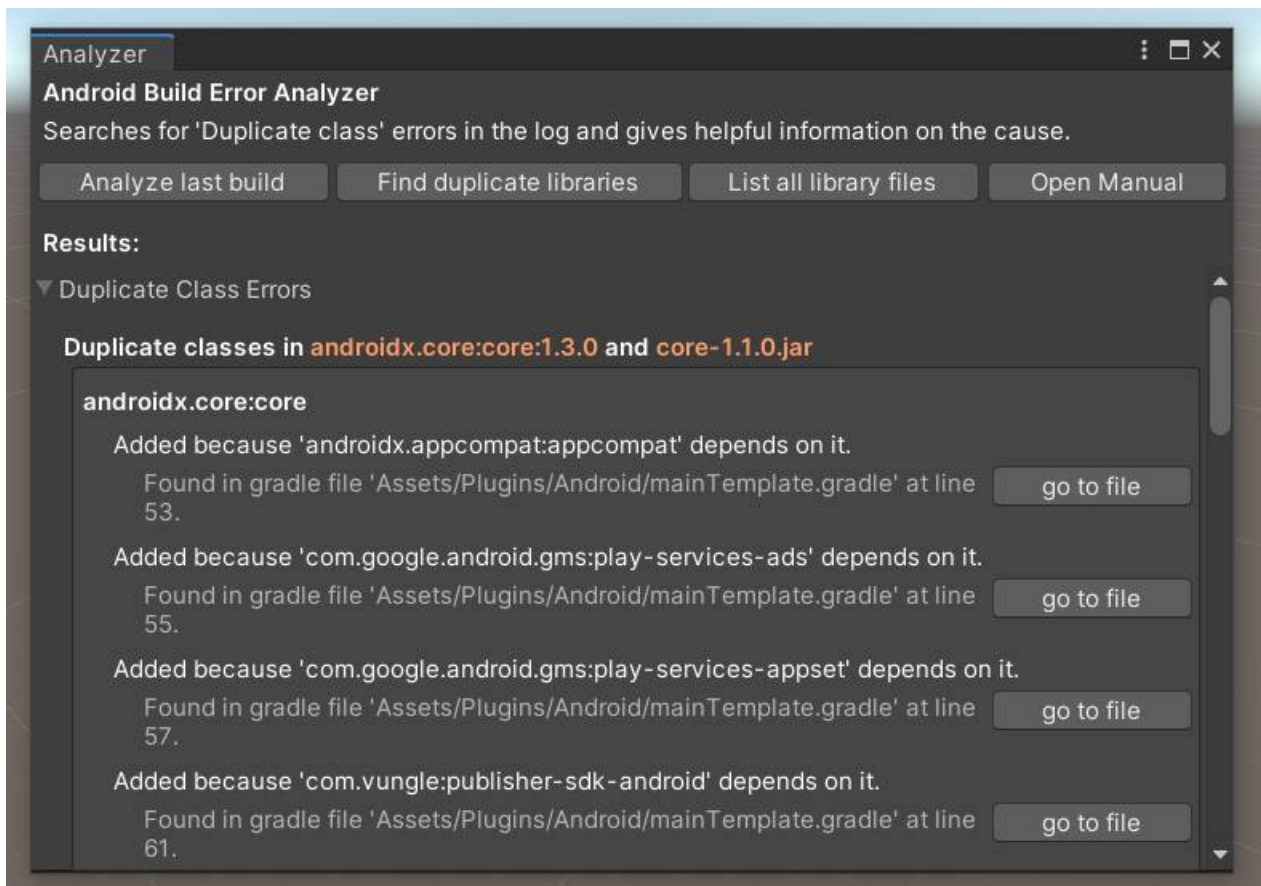 Analyzer
Android Build Error Analyzer
Searches for 'Duplicate class' errors in the log and gives helpful information on the cause.
Analyze last build Find duplicate libraries List all library files Open Manual
Results:
Duplicate Class Errors
Duplicate classes in androidx.core:core:1.3.0 and core-1.1.0.jar
androidx.core:core
Added because 'androidx.appcompat:appcompat' depends on it.
Found in gradle file 'Assets/Plugins/Android/mainTemplate.gradle' at line go to file
53.
Added because 'com.google.android.gms:play-services-ads' depends on it.
Found in gradle file 'Assets/Plugins/Android/mainTemplate.gradle' at line go to file
55.
Added because 'com.google.android.gms:play-services-appset' depends on it.
Found in gradle file 'Assets/Plugins/Android/mainTemplate.gradle' at line go to file
57.
Added because 'com.vungle:publisher-sdk-android' depends on it.
Found in gradle file 'Assets/Plugins/Android/mainTemplate.gradle' at line go to file
61.